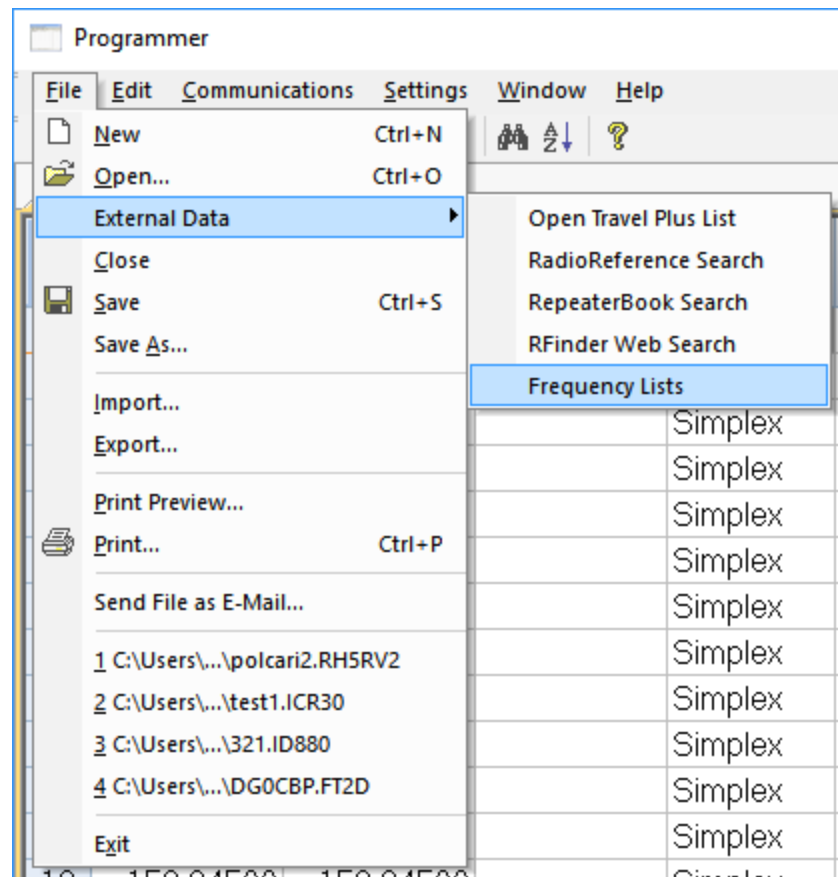 Programmer
File Edit Communications Settings Window Help
New Ctrl+N
Open... Ctrl+O
External Data
Close
Save Ctrl+S
Save As...
Import...
Export...
Print Preview...
Print... Ctrl+P
Send File as E-Mail...
1 C:\Users\...\polcari2.RH5RV2
2 C:\Users\...\test1.ICR30
3 C:\Users\...\321.ID880
4 C:\Users\...\DG0CBP.FT2D
Exit
Open Travel Plus List
RadioReference Search
RepeaterBook Search
RFinder Web Search
Frequency Lists
Simplex
Simplex
Simplex
Simplex
Simplex
Simplex
Simplex
Simplex
Simplex
Simplex